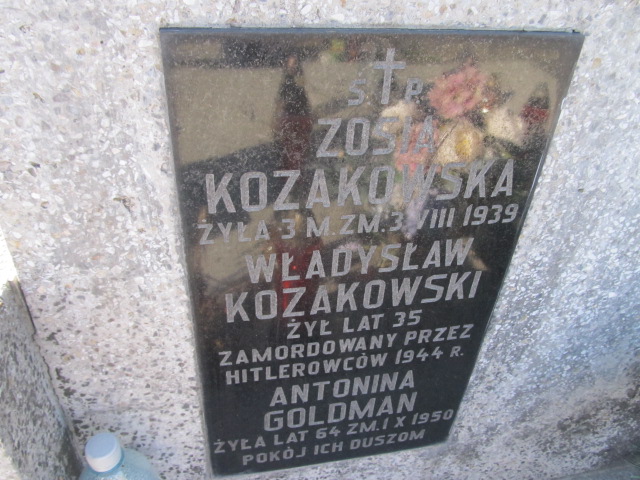 Ś P
ZOSIA
KOZAKOWSKA
ŻYŁA 3 M. ZM. 3 VIII 1939
WŁADYSŁAW
KOZAKOWSKI
ŻYŁ LAT 35
ZAMORDOWANY PRZEZ
HITLEROWCÓW 1944 R.
ANTONINA
GOLDMAN
ŻYŁA LAT 64 ZM. I X 1950
POKÓJ ICH DUSZOM